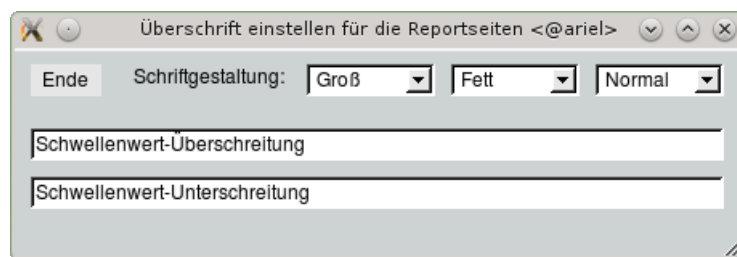 Überschrift einstellen für die Reportseiten <@ariel>
Ende Schriftgestaltung: Groß Fett Normal
Schwellenwert-Überschreitung
Schwellenwert-Unterschreitung